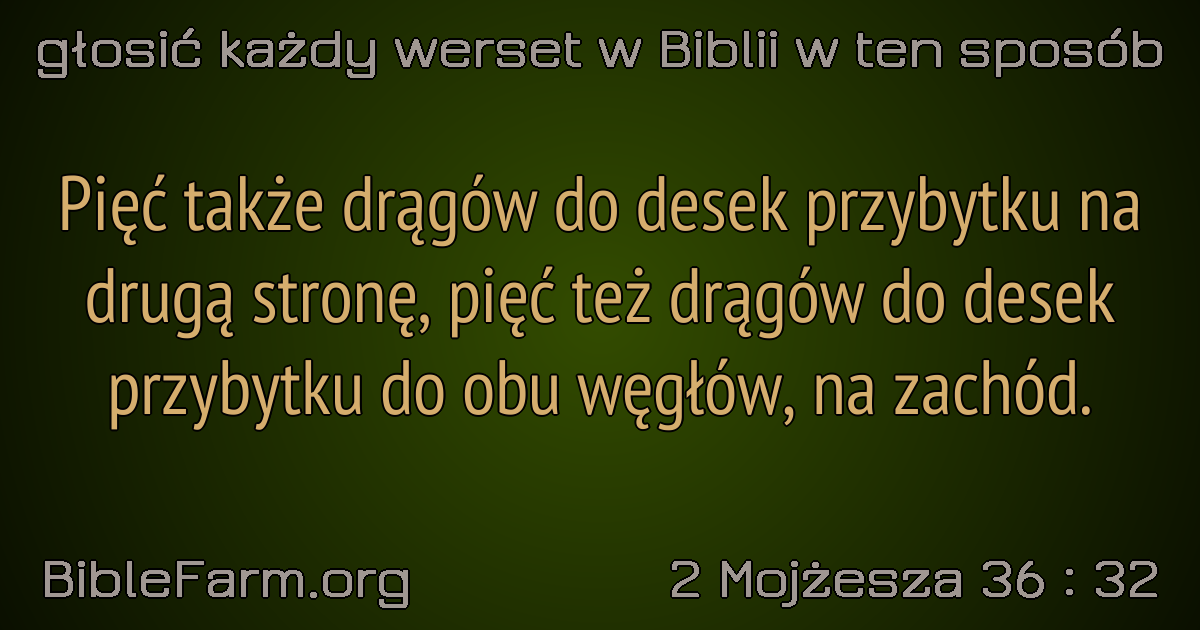 głosić każdy werset w Biblii w ten sposób
Pięć także drągów do desek przybytku na
drugą stronę, pięć też drągów do desek
przybytku do obu węgłów, na zachód.
BibleFarm.org
2 Mojżesza 36 : 32